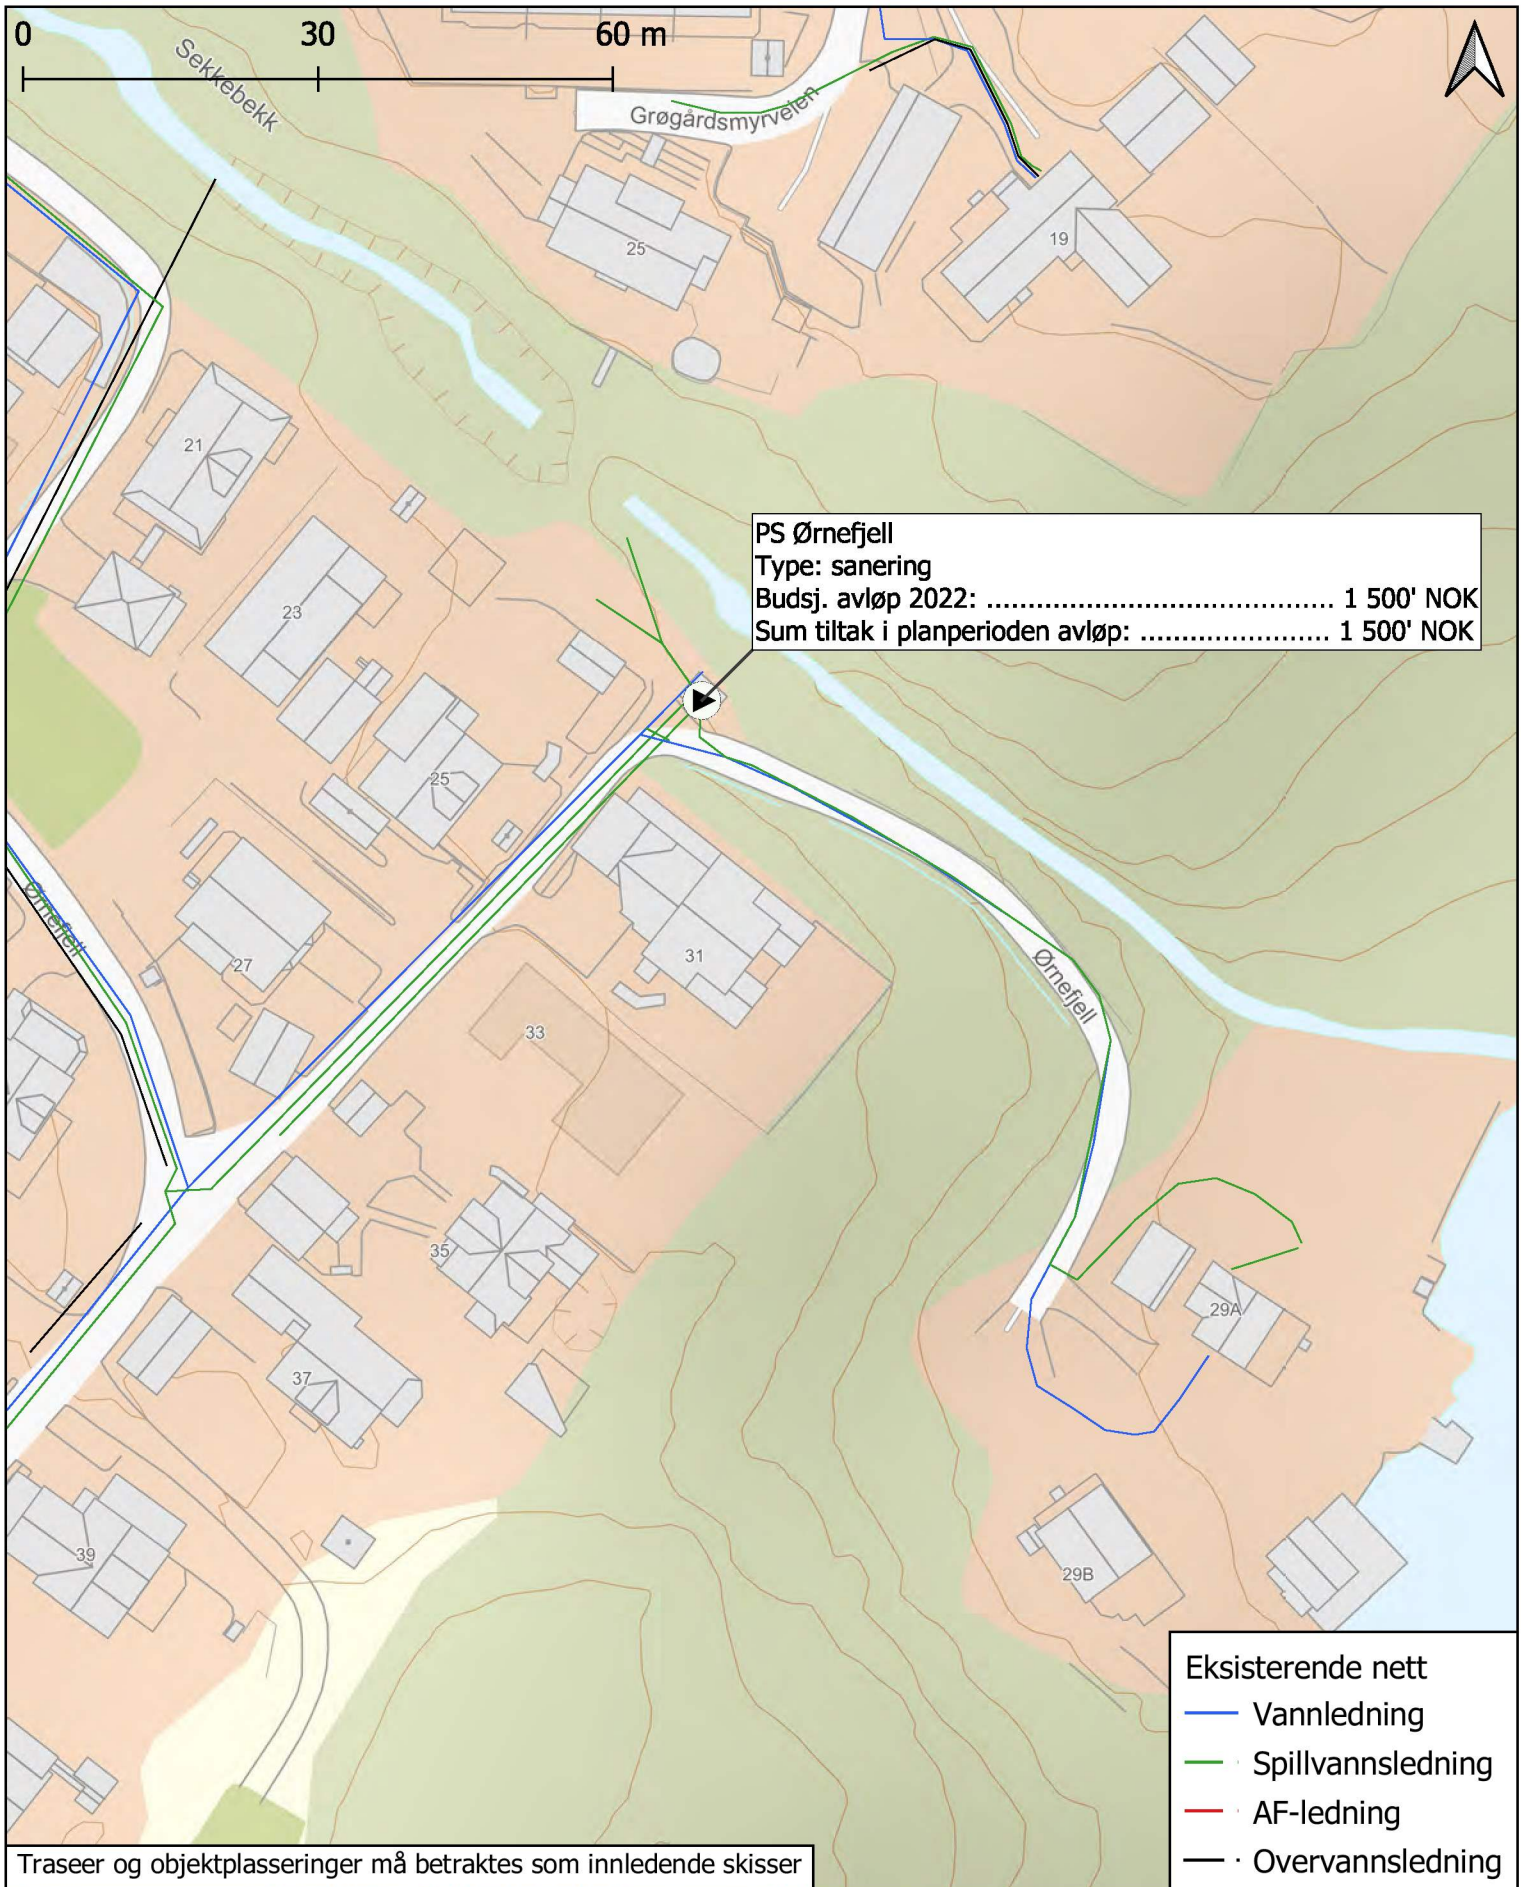 0 30 60 m
Sekkebekk
Grøgårdsmyrveien
25
19
21
PS Ørnefjell
Type: sanering
Budsj. avløp 2022: ........................................ 1 500' NOK
Sum tiltak i planperioden avløp: ...................... 1 500' NOK
23
25
Ørnefjell
27
31
Ørnefjell
33
35
29A
37
39
29B
Eksisterende nett
Vannledning
Spillvannsledning
AF-ledning
Overvannsledning
Traseer og objektplasseringer må betraktes som innledende skisser